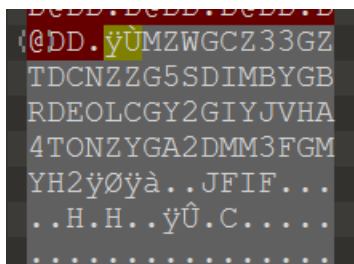 @DD.ÿÙMZWGCZ33GZ
TDCNZZG5SDIMBYGB
RDEOLCGY2GIYJVHA
4TONZYGA2DMM3FGM
YH2ÿØÿà..JFIF...
..H.H..ÿÛ.C.....
................